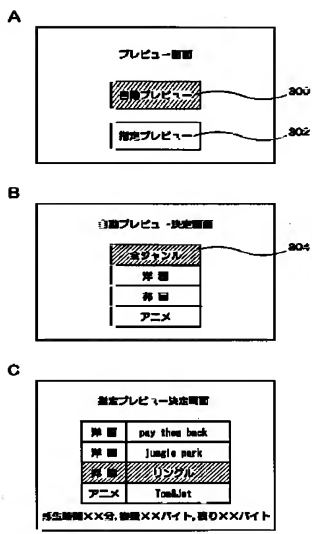 A
プレビュー画面
自動プレビュー
300
指定プレビュー
302
B
自動プレビュー決定画面
全ジャンル
304
洋画
邦画
アニメ
C
指定プレビュー決定画面
洋画 pay them back
洋画 Jungle park
リングル
アニメ Tom&Jet
再生時間××分,容量××バイト,残り××バイト